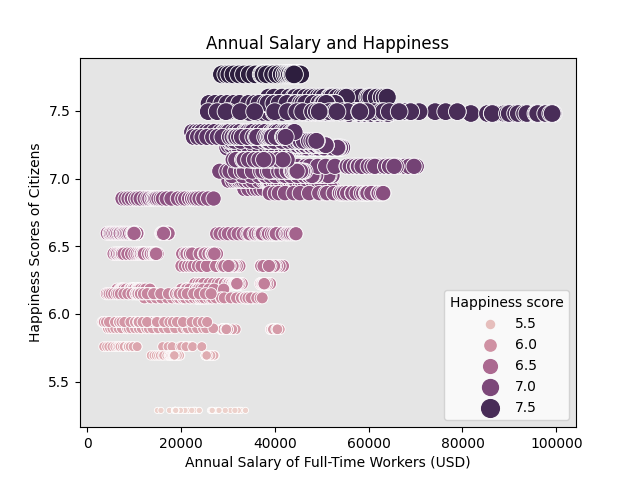 Annual Salary and Happiness
Happiness Scores of Citizens
7.5
7.0
6.5
6.0
5.5
Happiness score
5.5
6.0
6.5
7.0
7.5
0 20000 40000 60000 80000 100000
Annual Salary of Full-Time Workers (USD)